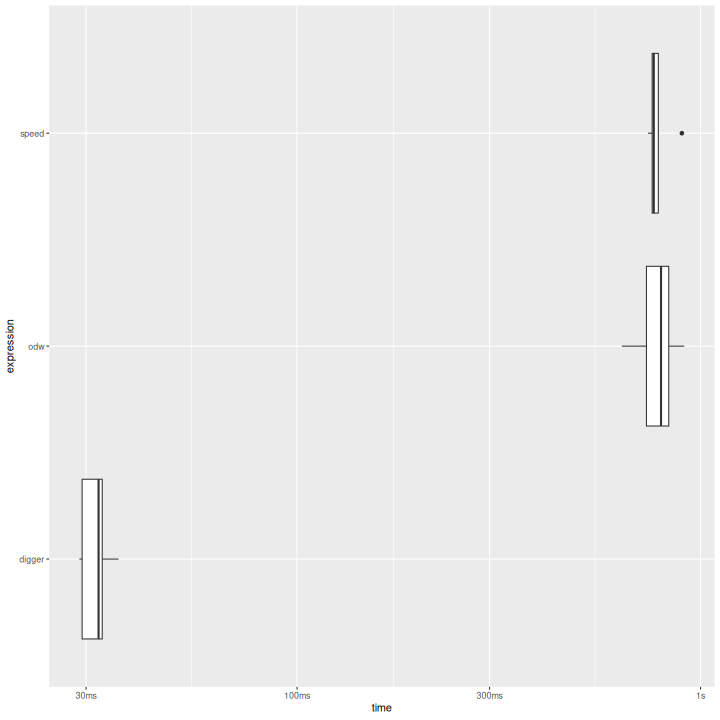 expression
speed
odw
digger
30ms
100ms
300ms
1s
time